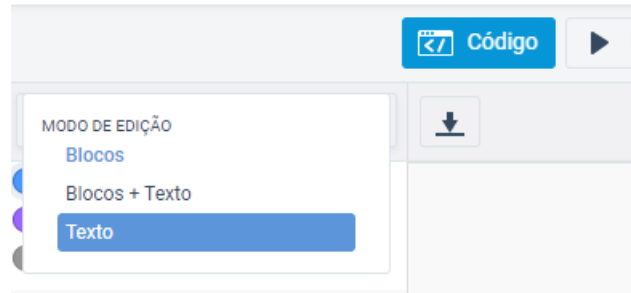 Código
MODO DE EDIÇÃO
Blocos
Blocos + Texto
Texto